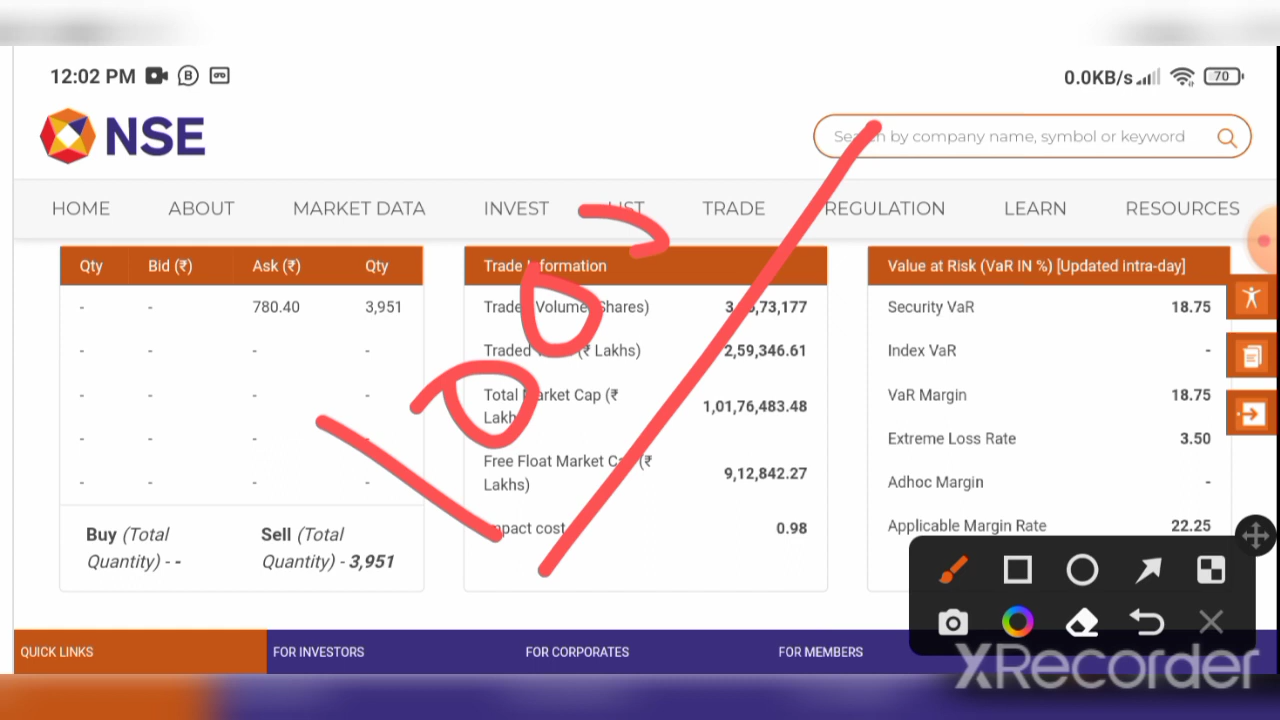 12:02 PM
0.0KB/s
70
NSE
Search by company name, symbol or keyword
HOME ABOUT MARKET DATA INVEST LIST TRADE REGULATION LEARN RESOURCES
Qty Bid (₹) Ask (₹) Qty
- - 780.40 3,951
- - - -
- - - -
- - - -
- - - -
Buy (Total Quantity) - -
Sell (Total Quantity) - 3,951
Trade Information
Traded Volume (Shares)
Traded (₹ Lakhs) 2,59,346.61
Total Market Cap (₹ Lakhs) 1,01,76,483.48
Free Float Market Cap (₹ Lakhs) 9,12,842.27
Impact cost 0.98
Value at Risk (VaR IN %) [Updated intra-day]
Security VaR 18.75
Index VaR -
VaR Margin 18.75
Extreme Loss Rate 3.50
Adhoc Margin -
Applicable Margin Rate 22.25
QUICK LINKS FOR INVESTORS FOR CORPORATES FOR MEMBERS
XRecorder